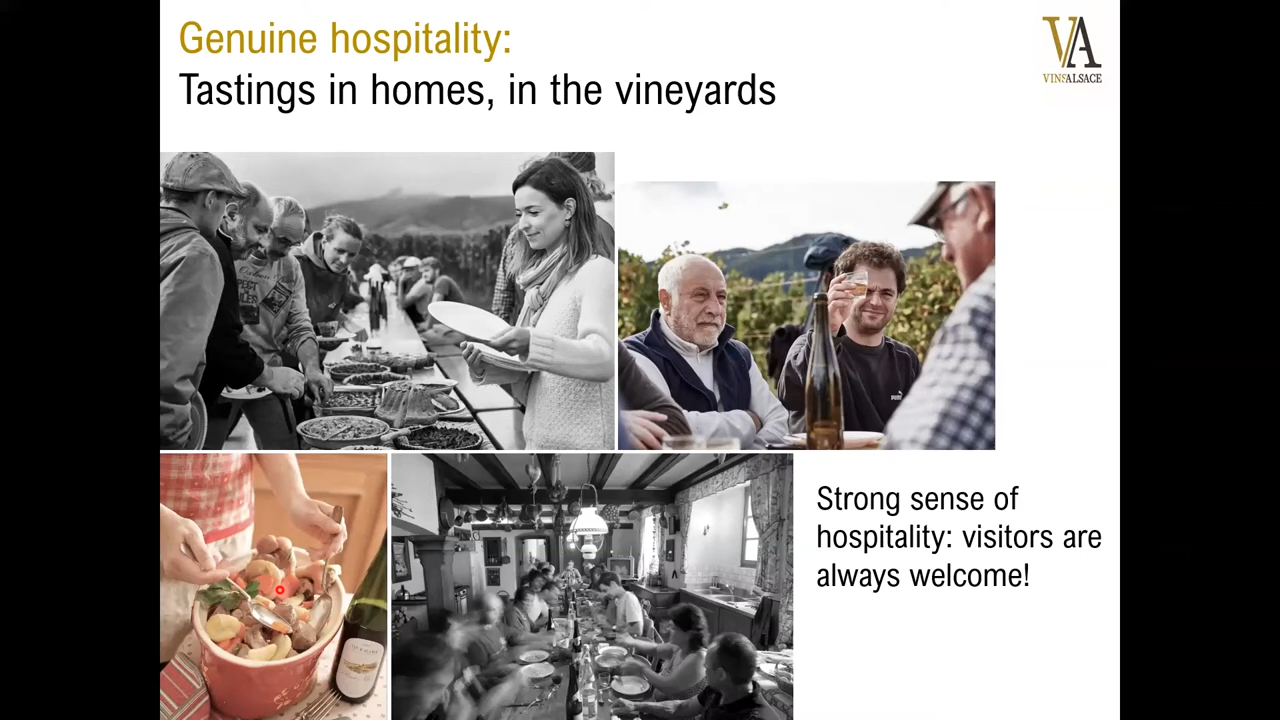 Genuine hospitality:
Tastings in homes, in the vineyards
VA
VINSALSACE
Strong sense of
hospitality: visitors are
always welcome!